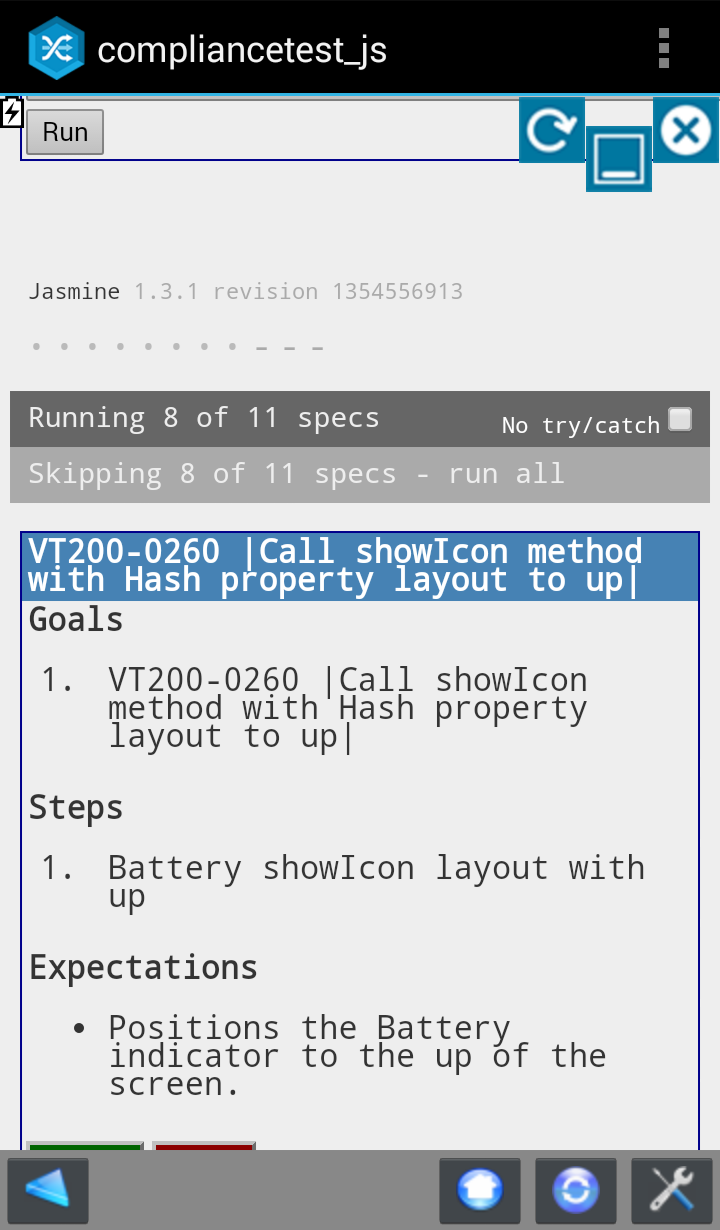 compliancetest_js
Run
Jasmine 1.3.1 revision 1354556913
Running 8 of 11 specs
No try/catch
Skipping 8 of 11 specs - run all
VT200-0260 |Call showIcon method
with Hash property layout to up|
Goals
1. VT200-0260 |Call showIcon
method with Hash property
layout to up|
Steps
1. Battery showIcon layout with
up
Expectations
• Positions the Battery
indicator to the up of the
screen.